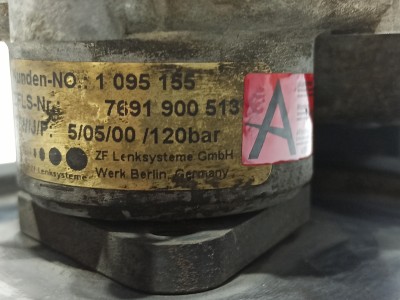 unden-NO.: 1 095 155
FLS-Nr.: 7691 900 513
/J/P: 5/05/00 /120bar
A
ZF Lenksysteme GmbH
Lenksysteme Werk Berlin, Germany